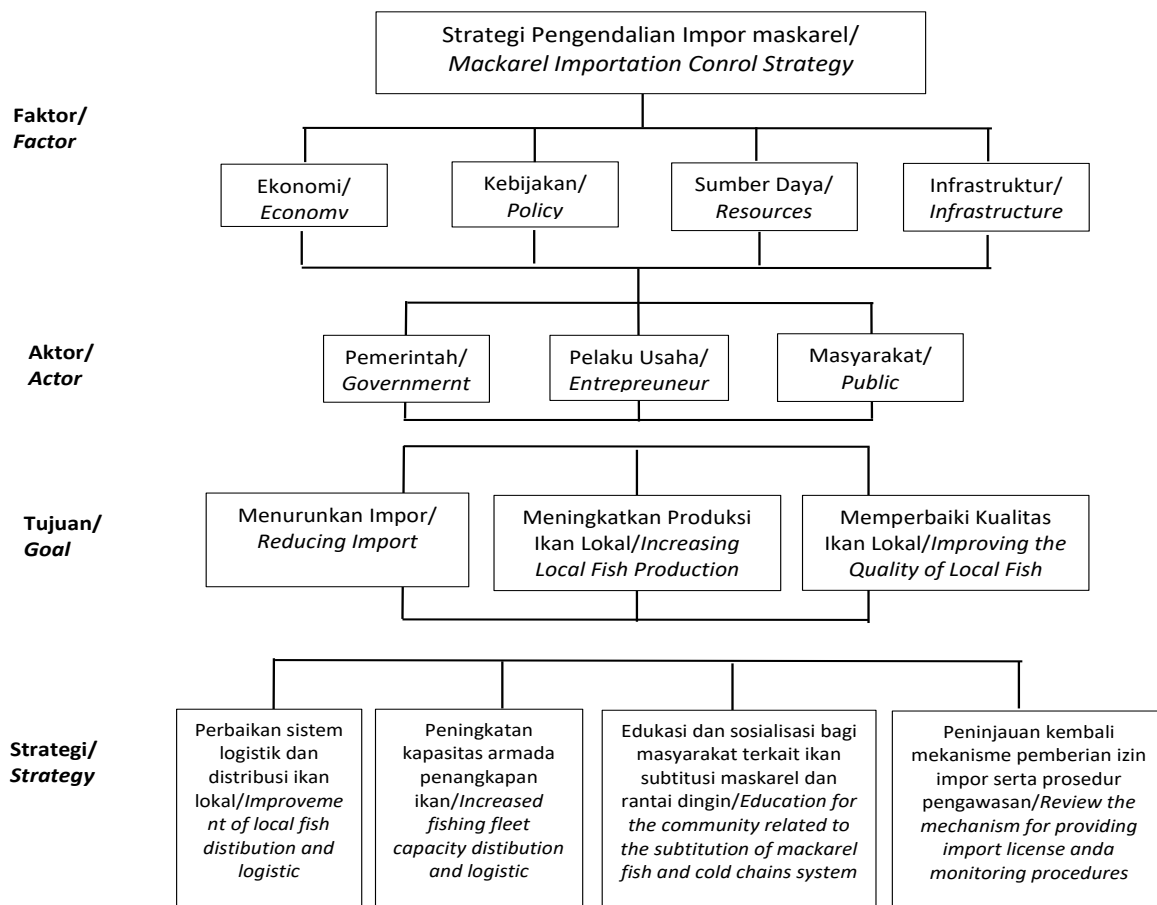 Strategi Pengendalian Impor maskarel/
Mackarel Importation Conrol Strategy
Faktor/
Factor
Ekonomi/
Economy
Kebijakan/
Policy
Sumber Daya/
Resources
Infrastruktur/
Infrastructure
Aktor/
Actor
Pemerintah/
Governmernt
Pelaku Usaha/
Entrepreuneur
Masyarakat/
Public
Tujuan/
Goal
Menurunkan Impor/
Reducing Import
Meningkatkan Produksi
Ikan Lokal/Increasing
Local Fish Production
Memperbaiki Kualitas
Ikan Lokal/Improving the
Quality of Local Fish
Strategi/
Strategy
Perbaikan sistem
logistik dan
distribusi ikan
lokal/Improveme
nt of local fish
distibution and
logistic
Peningkatan
kapasitas armada
penangkapan
ikan/Increased
fishing fleet
capacity distibution
and logistic
Edukasi dan sosialisasi bagi
masyarakat terkait ikan
subtitusi maskarel dan
rantai dingin/Education for
the community related to
the subtitution of mackarel
fish and cold chains system
Peninjauan kembali
mekanisme pemberian izin
impor serta prosedur
pengawasan/Review the
mechanism for providing
import license anda
monitoring procedures